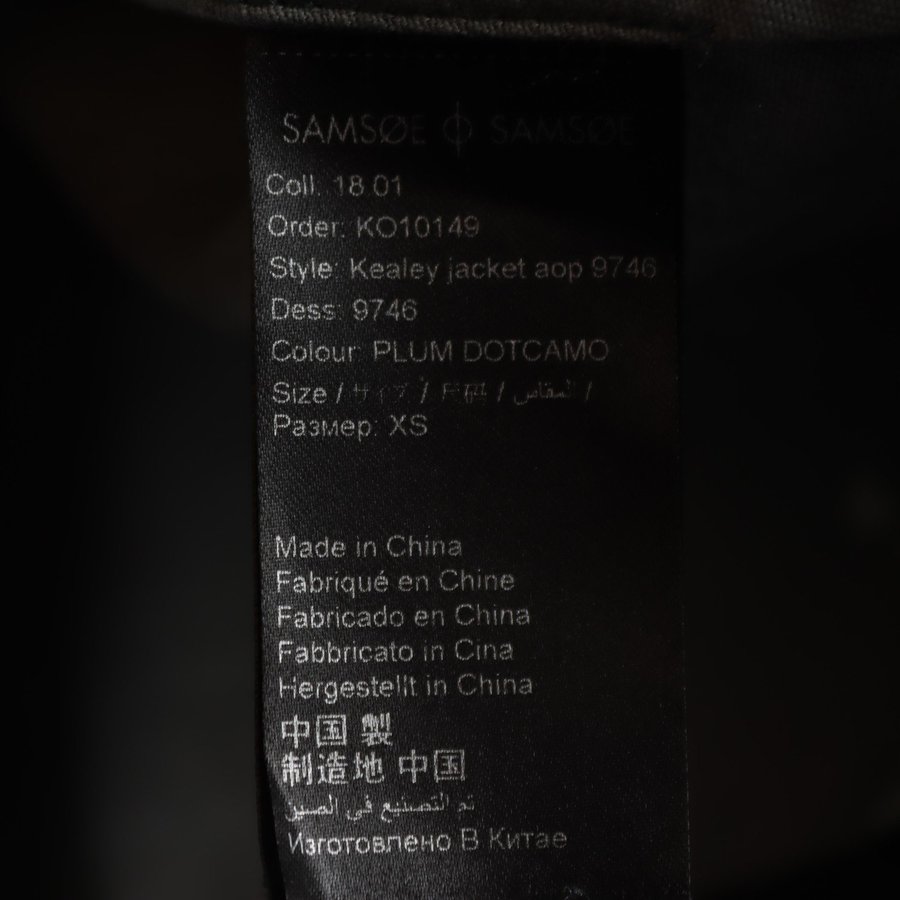 SAMSØE ϕ SAMSØE
Coll: 18.01
Order: KO10149
Style: Kealey jacket aop 9746
Dess: 9746
Colour: PLUM DOTCAMO
Size / サイズ / 尺码 / المقاس /
Размер: XS
Made in China
Fabriqué en Chine
Fabricado en China
Fabbricato in Cina
Hergestellt in China
中国 製
制造地 中国
تم التصنيع في الصين
Изготовлено В Китае